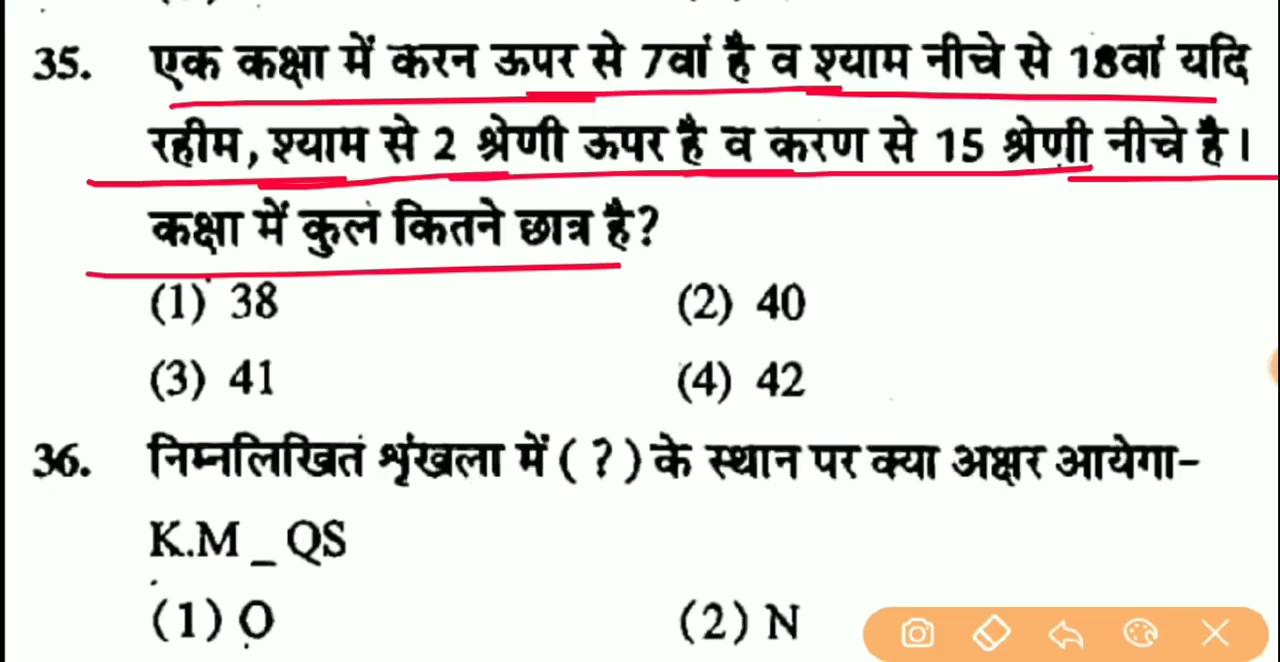 35. एक कक्षा में करन ऊपर से 7वां है व श्याम नीचे से 18वां यदि
रहीम, श्याम से 2 श्रेणी ऊपर है व करण से 15 श्रेणी नीचे है।
कक्षा में कुल कितने छात्र है?
(1) 38 (2) 40
(3) 41 (4) 42
36. निम्नलिखित शृंखला में ( ? ) के स्थान पर क्या अक्षर आयेगा-
K.M _ QS
(1) O (2) N